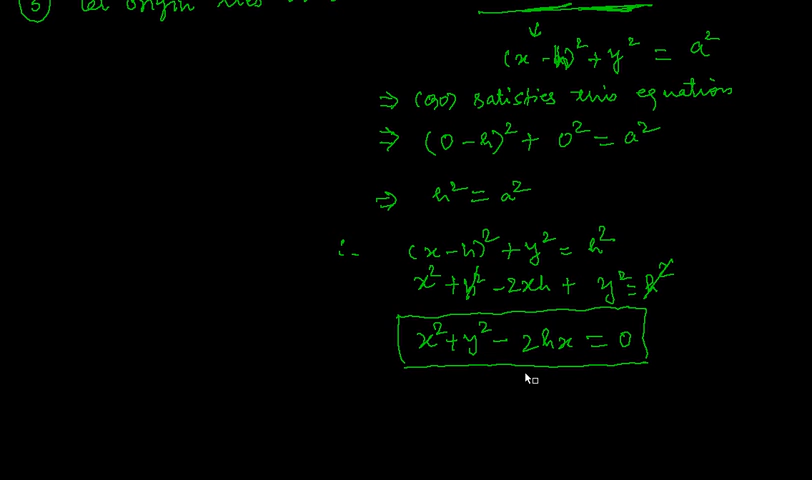 (3) Let origin lies
(x - h)² + y² = a²
⇒ (0,0) satisfies this equation
⇒ (0 - h)² + 0² = a²
⇒ h² = a²
∴ (x - h)² + y² = h²
x² + h² - 2xh + y² = h²
x² + y² - 2hx = 0